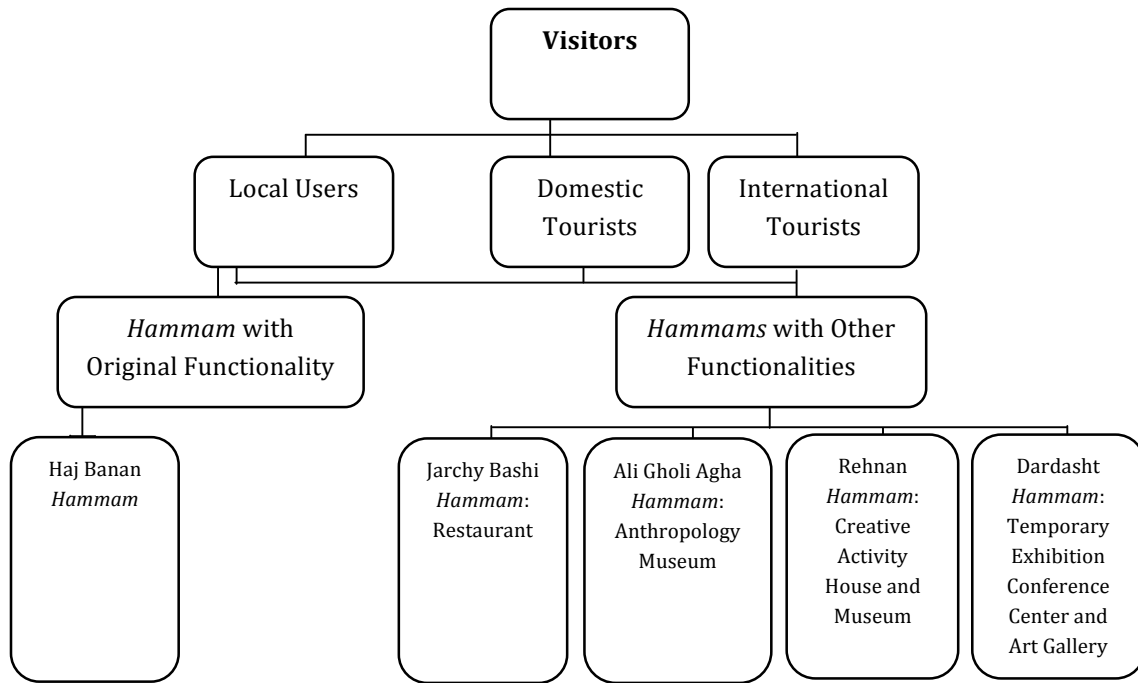 Visitors
Local Users
Domestic
Tourists
International
Tourists
Hammam with
Original Functionality
Hammams with Other
Functionalities
Haj Banan
Hammam
Jarchy Bashi
Hammam:
Restaurant
Ali Gholi Agha
Hammam:
Anthropology
Museum
Rehnan
Hammam:
Creative
Activity
House and
Museum
Dardasht
Hammam:
Temporary
Exhibition
Conference
Center and
Art Gallery